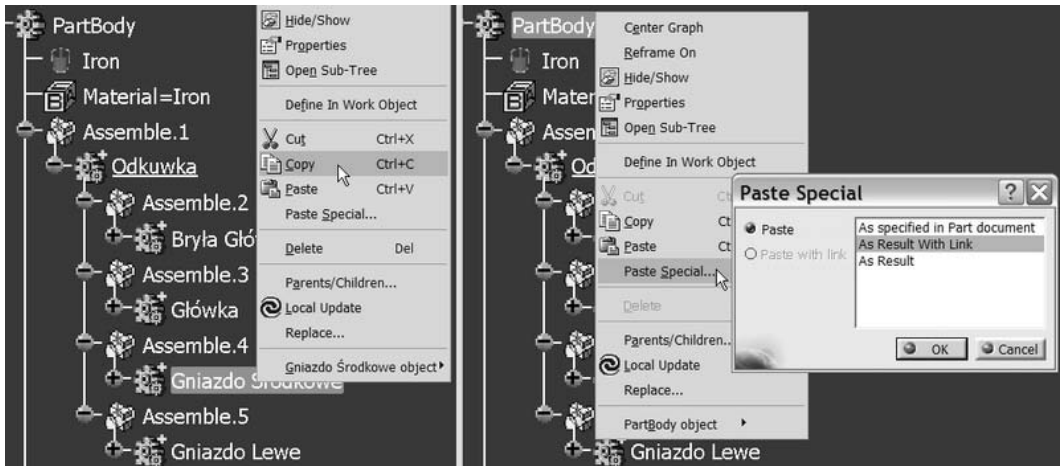 PartBody
Iron
Material=Iron
Assemble.1
Odkuwka
Assemble.2
Bryła Głó
Assemble.3
Główka
Assemble.4
Gniazdo Środkowe
Assemble.5
Gniazdo Lewe
Hide/Show
Properties
Open Sub-Tree
Define In Work Object
Cut Ctrl+X
Copy Ctrl+C
Paste Ctrl+V
Paste Special...
Delete Del
Parents/Children...
Local Update
Replace...
Gniazdo Środkowe object
PartBody
Iron
Mater
Assem
Od
Gniazdo Lewe
Center Graph
Reframe On
Hide/Show
Properties
Open Sub-Tree
Define In Work Object
Cut Ct
Copy Ct
Paste Ct
Paste Special...
Delete
Parents/Children..
Local Update
Replace...
PartBody object
Paste Special
Paste
Paste with link
As specified in Part document
As Result With Link
As Result
OK Cancel